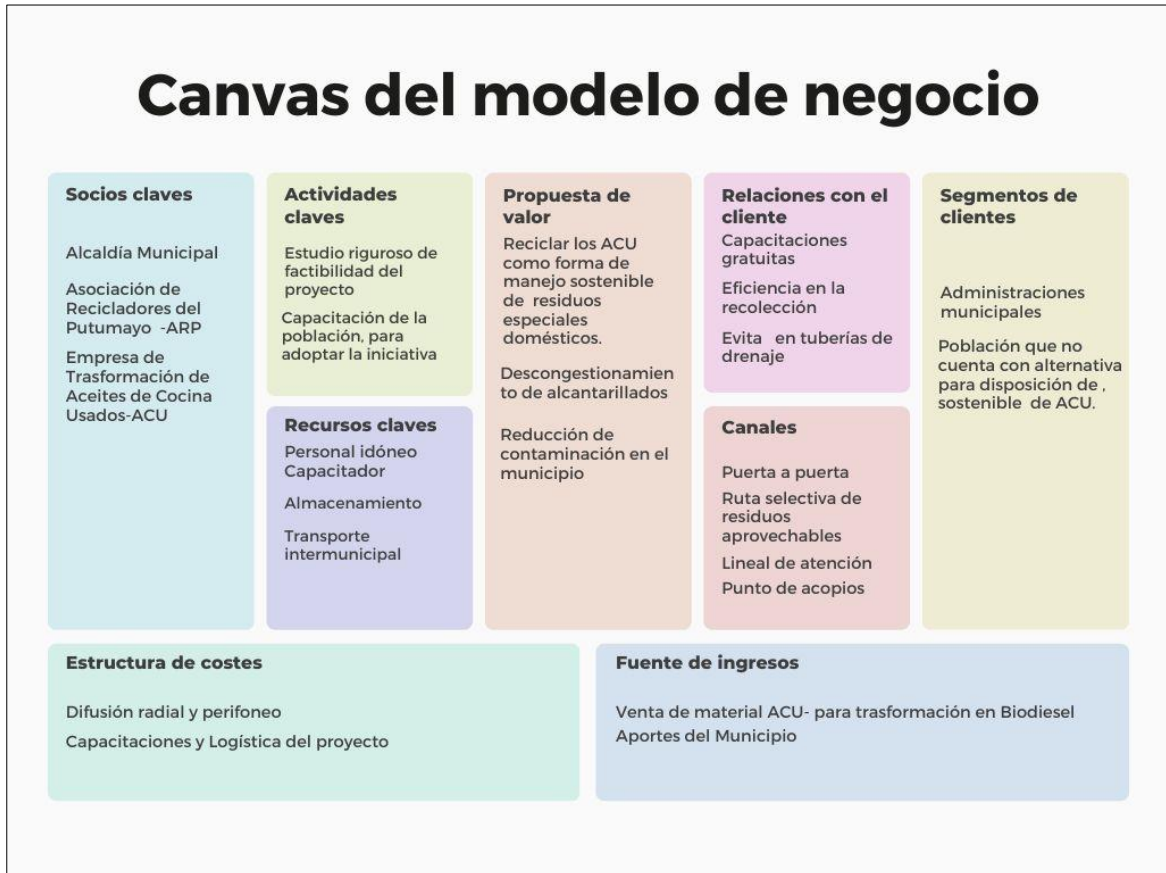 Canvas del modelo de negocio
Socios claves
Alcaldía Municipal
Asociación de
Recicladores del
Putumayo -ARP
Empresa de
Trasformación de
Aceites de Cocina
Usados-ACU
Actividades
claves
Estudio riguroso de
factibilidad del
proyecto
Capacitación de la
población, para
adoptar la iniciativa
Recursos claves
Personal idóneo
Capacitador
Almacenamiento
Transporte
intermunicipal
Propuesta de
valor
Reciclar los ACU
como forma de
manejo sostenible
de residuos
especiales
domésticos.
Descongestionamien
to de alcantarillados
Reducción de
contaminación en el
municipio
Relaciones con el
cliente
Capacitaciones
gratuitas
Eficiencia en la
recolección
Evita en tuberías de
drenaje
Canales
Puerta a puerta
Ruta selectiva de
residuos
aprovechables
Lineal de atención
Punto de acopios
Segmentos de
clientes
Administraciones
municipales
Población que no
cuenta con alternativa
para disposición de ,
sostenible de ACU.
Estructura de costes
Difusión radial y perifoneo
Capacitaciones y Logística del proyecto
Fuente de ingresos
Venta de material ACU- para trasformación en Biodiesel
Aportes del Municipio